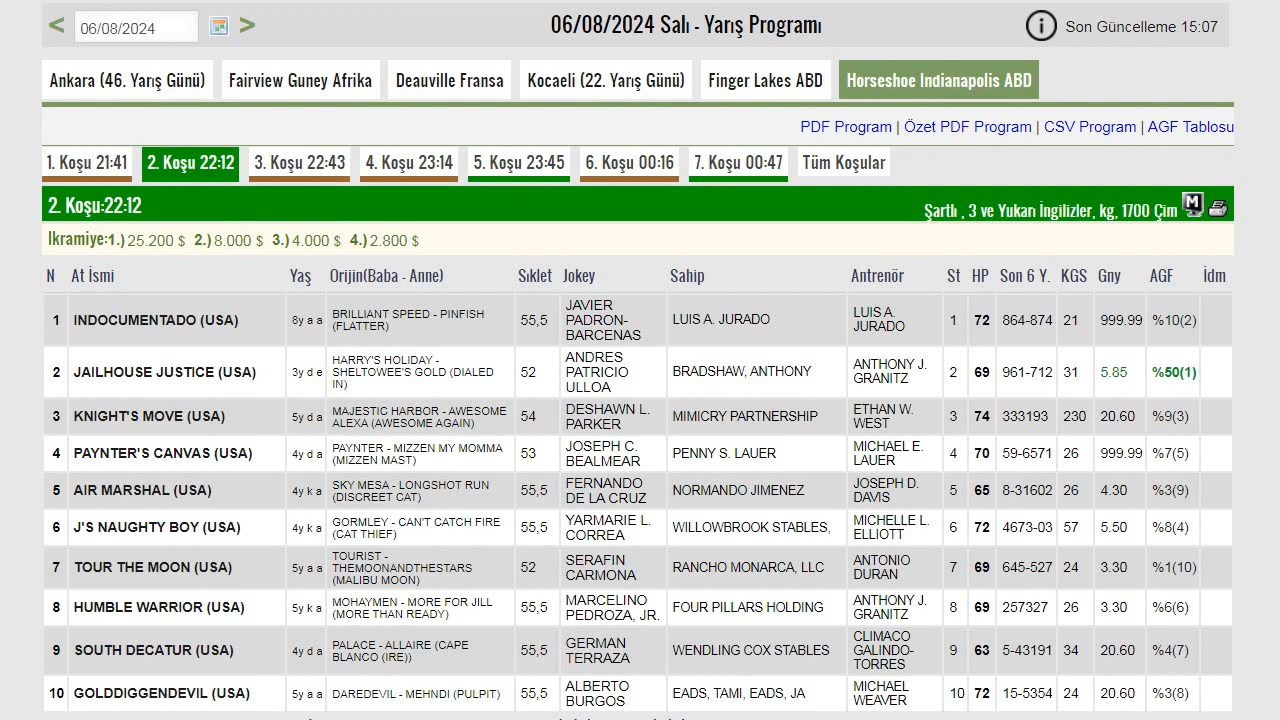 < 06/08/2024 > 06/08/2024 Salı - Yarış Programı Son Güncelleme 15:07
Ankara (46. Yarış Günü) Fairview Guney Afrika Deauville Fransa Kocaeli (22. Yarış Günü) Finger Lakes ABD Horseshoe Indianapolis ABD
PDF Program | Özet PDF Program | CSV Program | AGF Tablosu
1. Koşu 21:41 2. Koşu 22:12 3. Koşu 22:43 4. Koşu 23:14 5. Koşu 23:45 6. Koşu 00:16 7. Koşu 00:47 Tüm Koşular
2. Koşu:22:12 Şartlı , 3 ve Yukarı İngilizler, kg, 1700 Çim M
İkramiye:1.) 25.200 $ 2.) 8.000 $ 3.) 4.000 $ 4.) 2.800 $
N At İsmi Yaş Orijin(Baba - Anne) Sıklet Jokey Sahip Antrenör St HP Son 6 Y. KGS Gny AGF İdm
1 INDOCUMENTADO (USA) 8y a a BRILLIANT SPEED - PINFISH (FLATTER) 55,5 JAVIER PADRON-BARCENAS LUIS A. JURADO LUIS A. JURADO 1 72 864-874 21 999.99 %10(2)
2 JAILHOUSE JUSTICE (USA) 3y d e HARRY'S HOLIDAY - SHELTOWEE'S GOLD (DIALED IN) 52 ANDRES PATRICIO ULLOA BRADSHAW, ANTHONY ANTHONY J. GRANITZ 2 69 961-712 31 5.85 %50(1)
3 KNIGHT'S MOVE (USA) 5y d a MAJESTIC HARBOR - AWESOME ALEXA (AWESOME AGAIN) 54 DESHAWN L. PARKER MIMICRY PARTNERSHIP ETHAN W. WEST 3 74 333193 230 20.60 %9(3)
4 PAYNTER'S CANVAS (USA) 4y d a PAYNTER - MIZZEN MY MOMMA (MIZZEN MAST) 53 JOSEPH C. BEALMEAR PENNY S. LAUER MICHAEL E. LAUER 4 70 59-6571 26 999.99 %7(5)
5 AIR MARSHAL (USA) 4y k a SKY MESA - LONGSHOT RUN (DISCREET CAT) 55,5 FERNANDO DE LA CRUZ NORMANDO JIMENEZ JOSEPH D. DAVIS 5 65 8-31602 26 4.30 %3(9)
6 J'S NAUGHTY BOY (USA) 4y k a GORMLEY - CAN'T CATCH FIRE (CAT THIEF) 55,5 YARMARIE L. CORREA WILLOWBROOK STABLES, MICHELLE L. ELLIOTT 6 72 4673-03 57 5.50 %8(4)
7 TOUR THE MOON (USA) 5y a a TOURIST - THEMOONANDTHESTARS (MALIBU MOON) 52 SERAFIN CARMONA RANCHO MONARCA, LLC ANTONIO DURAN 7 69 645-527 24 3.30 %1(10)
8 HUMBLE WARRIOR (USA) 5y k a MOHAYMEN - MORE FOR JILL (MORE THAN READY) 55,5 MARCELINO PEDROZA, JR. FOUR PILLARS HOLDING ANTHONY J. GRANITZ 8 69 257327 26 3.30 %6(6)
9 SOUTH DECATUR (USA) 4y d a PALACE - ALLAIRE (CAPE BLANCO (IRE)) 55,5 GERMAN TERRAZA WENDLING COX STABLES CLIMACO GALINDO-TORRES 9 63 5-43191 34 20.60 %4(7)
10 GOLDDIGGENDEVIL (USA) 5y a a DAREDEVIL - MEHNDI (PULPIT) 55,5 ALBERTO BURGOS EADS, TAMI, EADS, JA MICHAEL WEAVER 10 72 15-5354 24 20.60 %3(8)